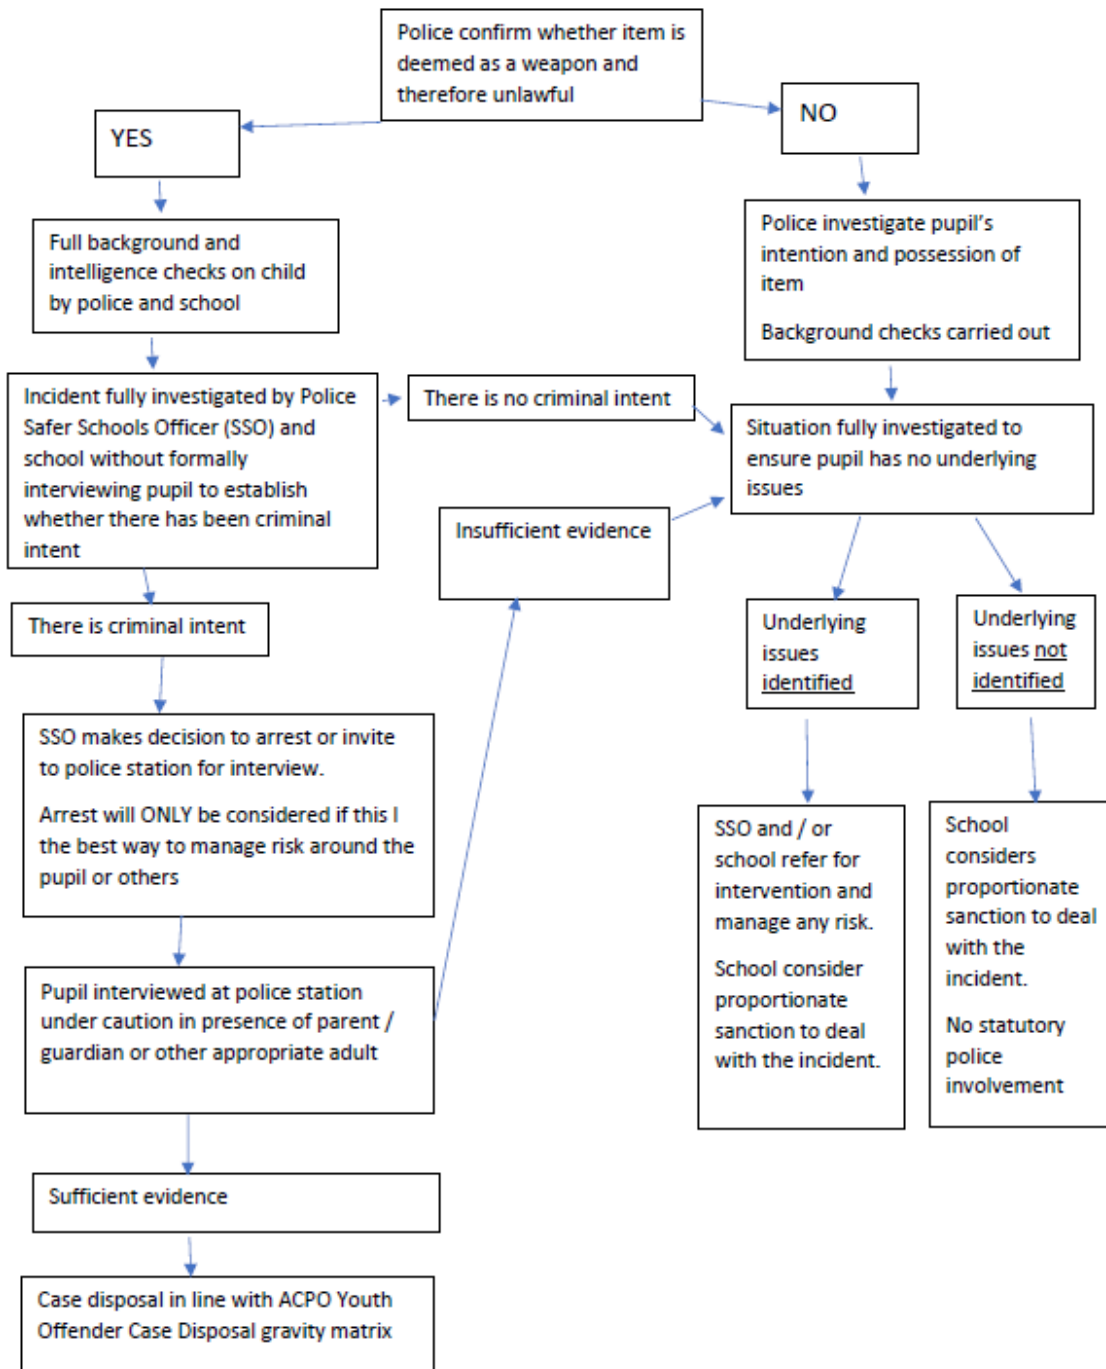 Police confirm whether item is
deemed as a weapon and
therefore unlawful
YES
NO
Full background and
intelligence checks on child
by police and school
Police investigate pupil's
intention and possession of
item
Background checks carried out
Incident fully investigated by Police
Safer Schools Officer (SSO) and
school without formally
interviewing pupil to establish
whether there has been criminal
intent
There is no criminal intent
Situation fully investigated to
ensure pupil has no underlying
issues
Insufficient evidence
There is criminal intent
Underlying
issues
identified
Underlying
issues not
identified
SSO makes decision to arrest or invite
to police station for interview.
Arrest will ONLY be considered if this I
the best way to manage risk around the
pupil or others
SSO and / or
school refer for
intervention and
manage any risk.
School consider
proportionate
sanction to deal
with the incident.
School
considers
proportionate
sanction to deal
with the
incident.
No statutory
police
involvement
Pupil interviewed at police station
under caution in presence of parent /
guardian or other appropriate adult
Sufficient evidence
Case disposal in line with ACPO Youth
Offender Case Disposal gravity matrix